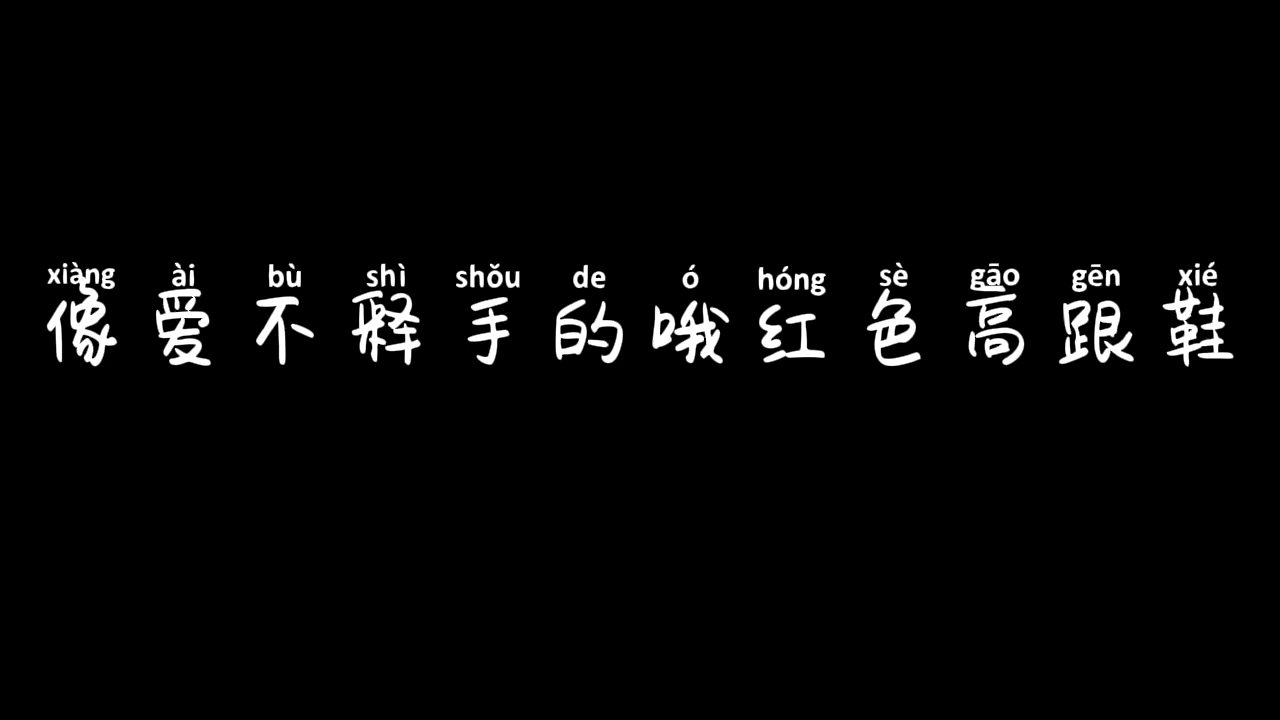 xiàng ài bù shì shǒu de ó hóng sè gāo gēn xié
像爱不释手的哦红色高跟鞋